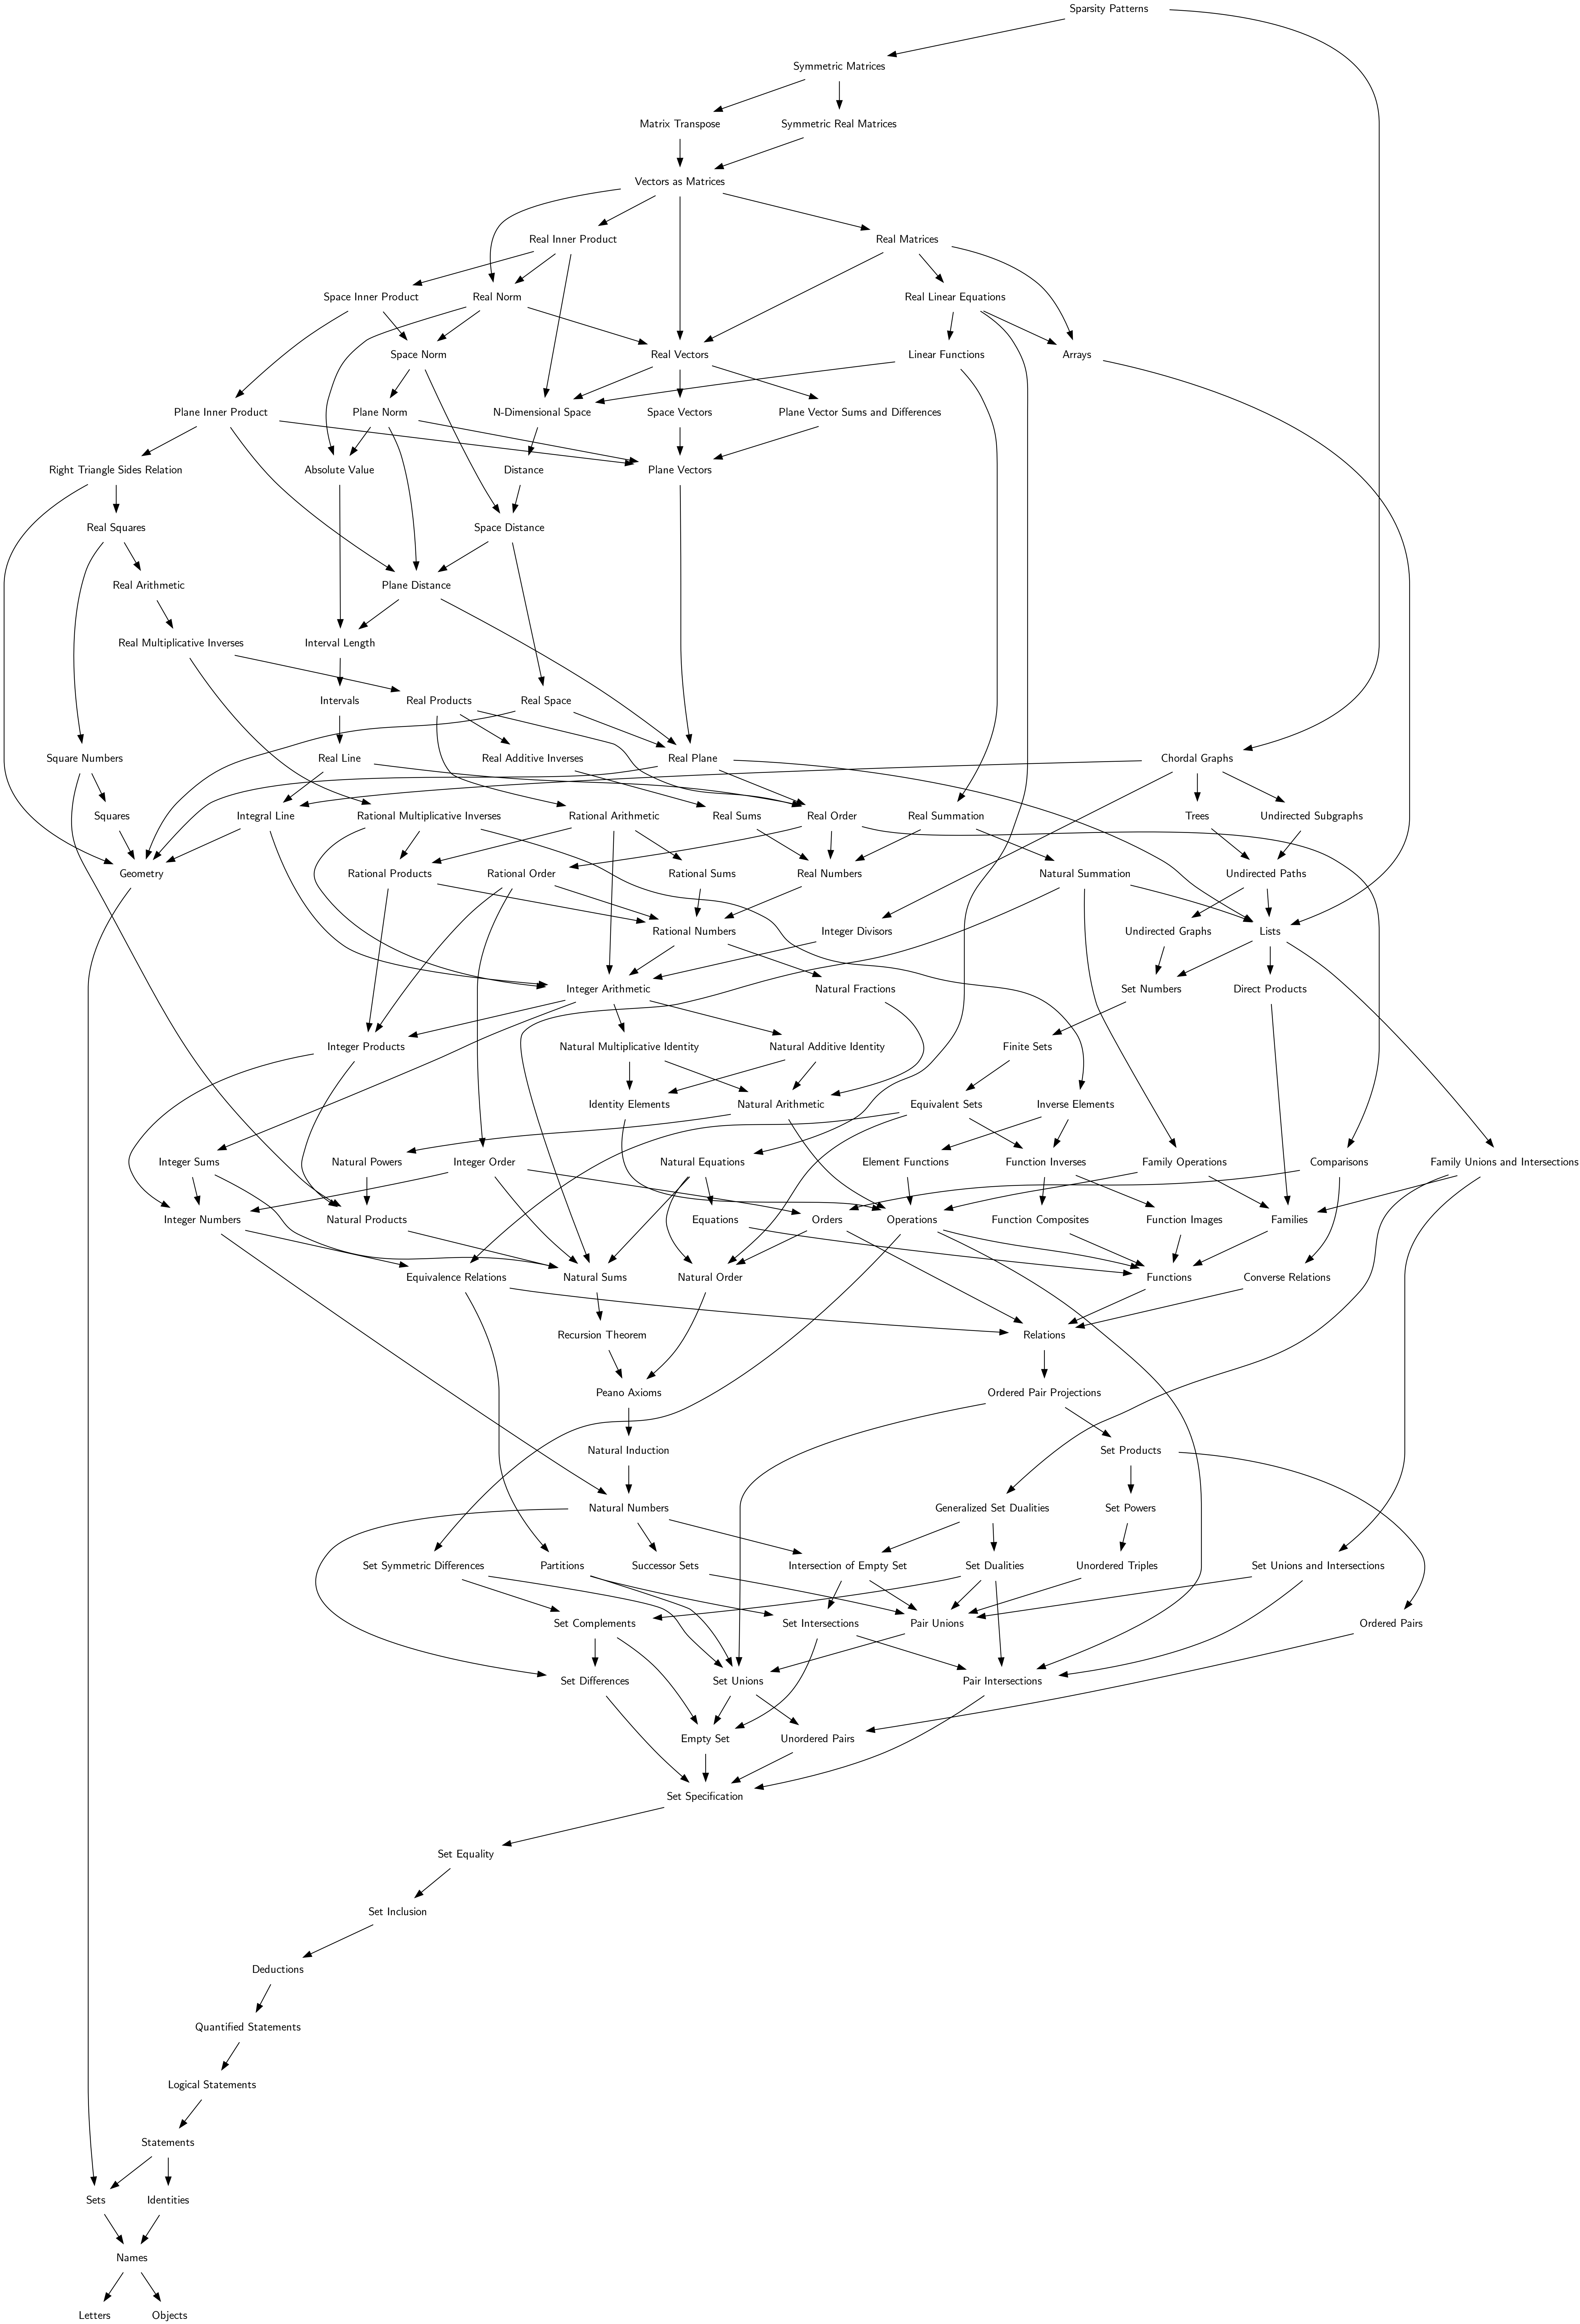 Sparsity Patterns
Symmetric Matrices
Matrix Transpose
Symmetric Real Matrices
Vectors as Matrices
Real Inner Product
Real Matrices
Space Inner Product
Real Norm
Real Linear Equations
Space Norm
Real Vectors
Linear Functions
Arrays
Plane Inner Product
Plane Norm
N-Dimensional Space
Space Vectors
Plane Vector Sums and Differences
Right Triangle Sides Relation
Absolute Value
Distance
Plane Vectors
Real Squares
Space Distance
Real Arithmetic
Plane Distance
Real Multiplicative Inverses
Interval Length
Intervals
Real Products
Real Space
Square Numbers
Real Line
Real Additive Inverses
Real Plane
Chordal Graphs
Squares
Integral Line
Rational Multiplicative Inverses
Rational Arithmetic
Real Sums
Real Order
Real Summation
Trees
Undirected Subgraphs
Geometry
Rational Products
Rational Order
Rational Sums
Real Numbers
Natural Summation
Undirected Paths
Rational Numbers
Integer Divisors
Undirected Graphs
Lists
Integer Arithmetic
Natural Fractions
Set Numbers
Direct Products
Integer Products
Natural Multiplicative Identity
Natural Additive Identity
Finite Sets
Identity Elements
Natural Arithmetic
Equivalent Sets
Inverse Elements
Integer Sums
Natural Powers
Integer Order
Natural Equations
Element Functions
Function Inverses
Family Operations
Comparisons
Family Unions and Intersections
Integer Numbers
Natural Products
Equations
Orders
Operations
Function Composites
Function Images
Families
Equivalence Relations
Natural Sums
Natural Order
Functions
Converse Relations
Recursion Theorem
Relations
Peano Axioms
Ordered Pair Projections
Natural Induction
Set Products
Natural Numbers
Generalized Set Dualities
Set Powers
Set Symmetric Differences
Partitions
Successor Sets
Intersection of Empty Set
Set Dualities
Unordered Triples
Set Unions and Intersections
Set Complements
Set Intersections
Pair Unions
Ordered Pairs
Set Differences
Set Unions
Pair Intersections
Empty Set
Unordered Pairs
Set Specification
Set Equality
Set Inclusion
Deductions
Quantified Statements
Logical Statements
Statements
Sets
Identities
Names
Letters
Objects